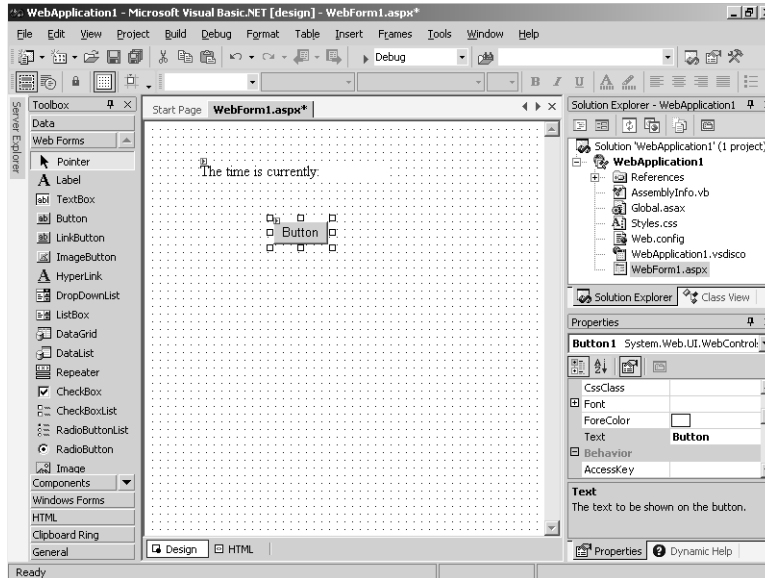 WebApplication1 - Microsoft Visual Basic.NET [design] - WebForm1.aspx*
File Edit View Project Build Debug Format Table Insert Frames Tools Window Help
Debug
B I U A
Server Explorer
Toolbox
Data
Web Forms
Pointer
A Label
abl TextBox
ab Button
ab LinkButton
ImageButton
A HyperLink
DropDownList
ListBox
DataGrid
DataList
Repeater
CheckBox
CheckBoxList
RadioButtonList
RadioButton
Image
Components
Windows Forms
HTML
Clipboard Ring
General
Start Page WebForm1.aspx*
The time is currently:
Button
Design HTML
Solution Explorer - WebApplication1
Solution 'WebApplication1' (1 project)
WebApplication1
References
AssemblyInfo.vb
Global.asax
Styles.css
Web.config
WebApplication1.vsdisco
WebForm1.aspx
Solution Explorer Class View
Properties
Button1 System.Web.UI.WebControl
CssClass
Font
ForeColor
Text Button
Behavior
AccessKey
Text
The text to be shown on the button.
Properties Dynamic Help
Ready